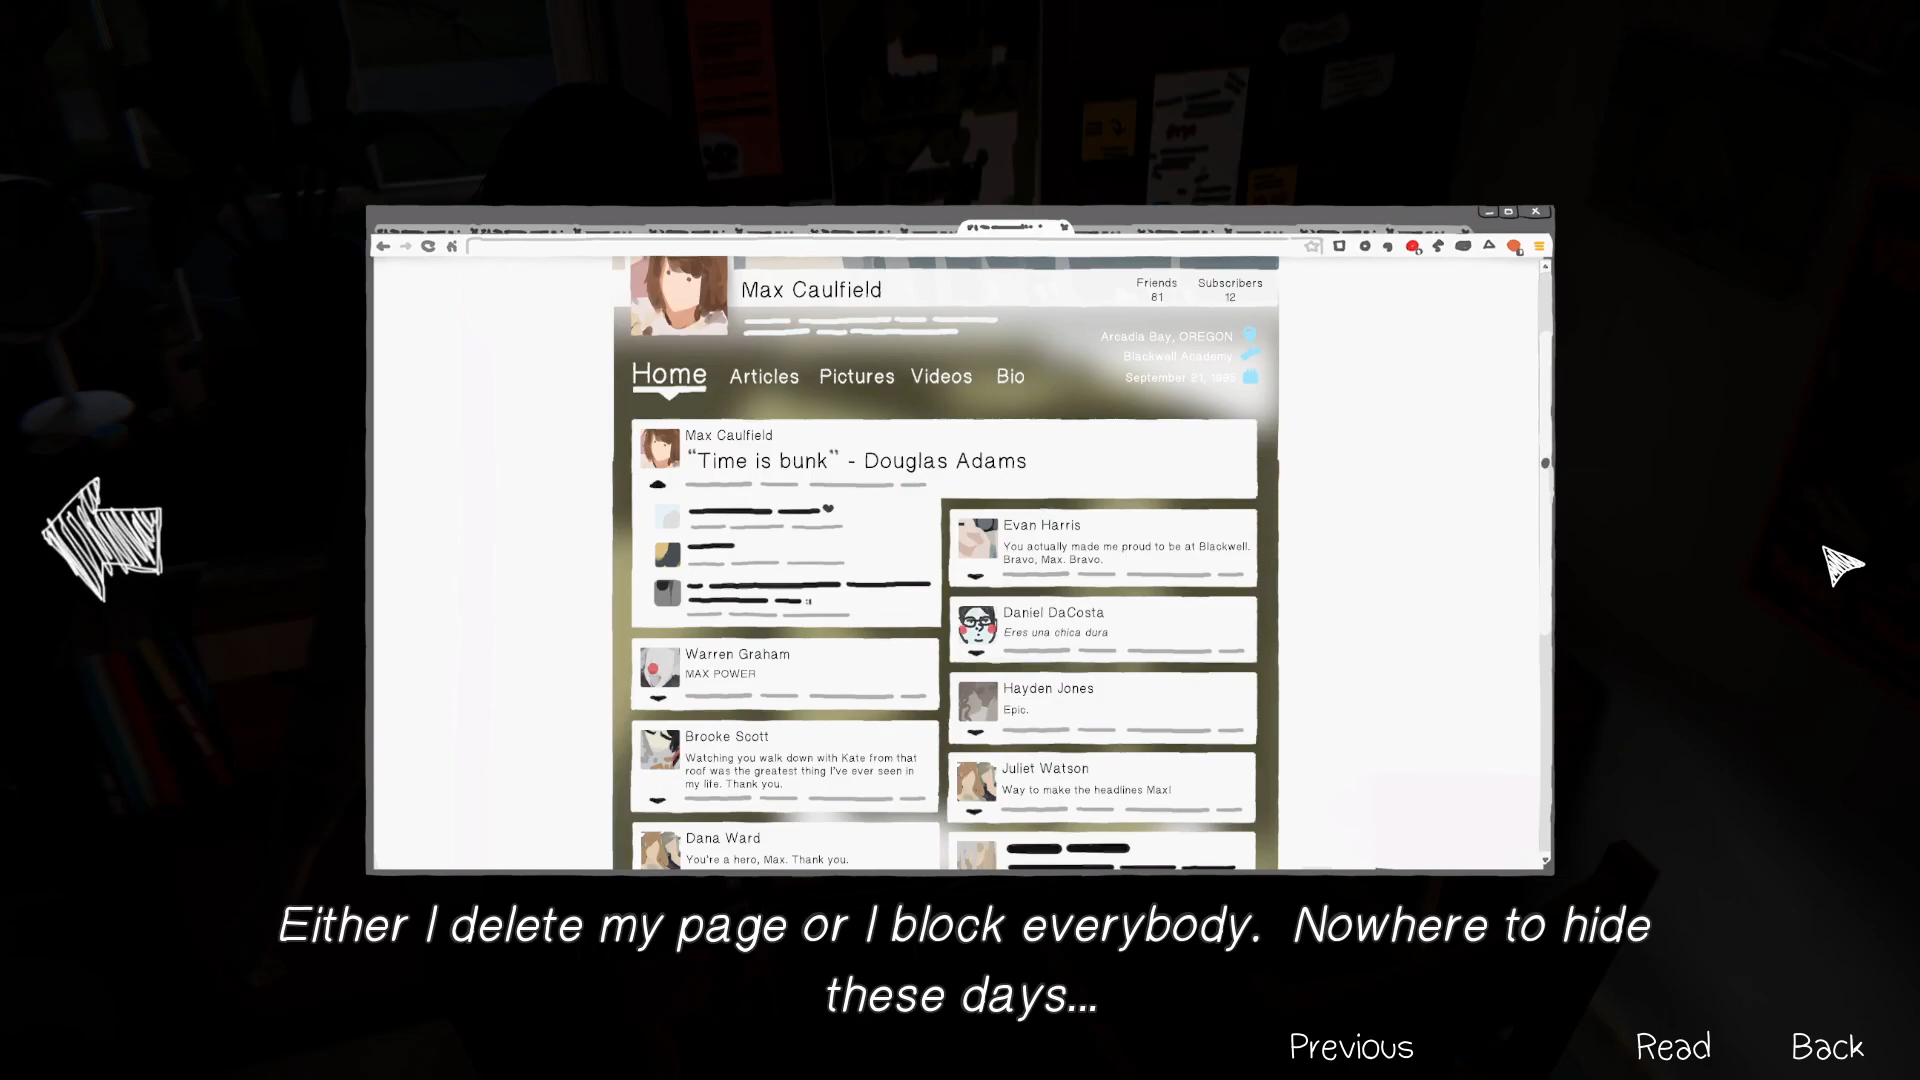 Max Caulfield
Friends
81
Subscribers
12
Arcadia Bay, OREGON
Blackwell Academy
September 21, 1995
Home Articles Pictures Videos Bio
Max Caulfield
“Time is bunk” - Douglas Adams
Warren Graham
MAX POWER
Brooke Scott
Watching you walk down with Kate from that
roof was the greatest thing I've ever seen in
my life. Thank you.
Dana Ward
You're a hero, Max. Thank you.
Evan Harris
You actually made me proud to be at Blackwell.
Bravo, Max. Bravo.
Daniel DaCosta
Eres una chica dura
Hayden Jones
Epic.
Juliet Watson
Way to make the headlines Max!
Either I delete my page or I block everybody. Nowhere to hide
these days...
Previous Read Back